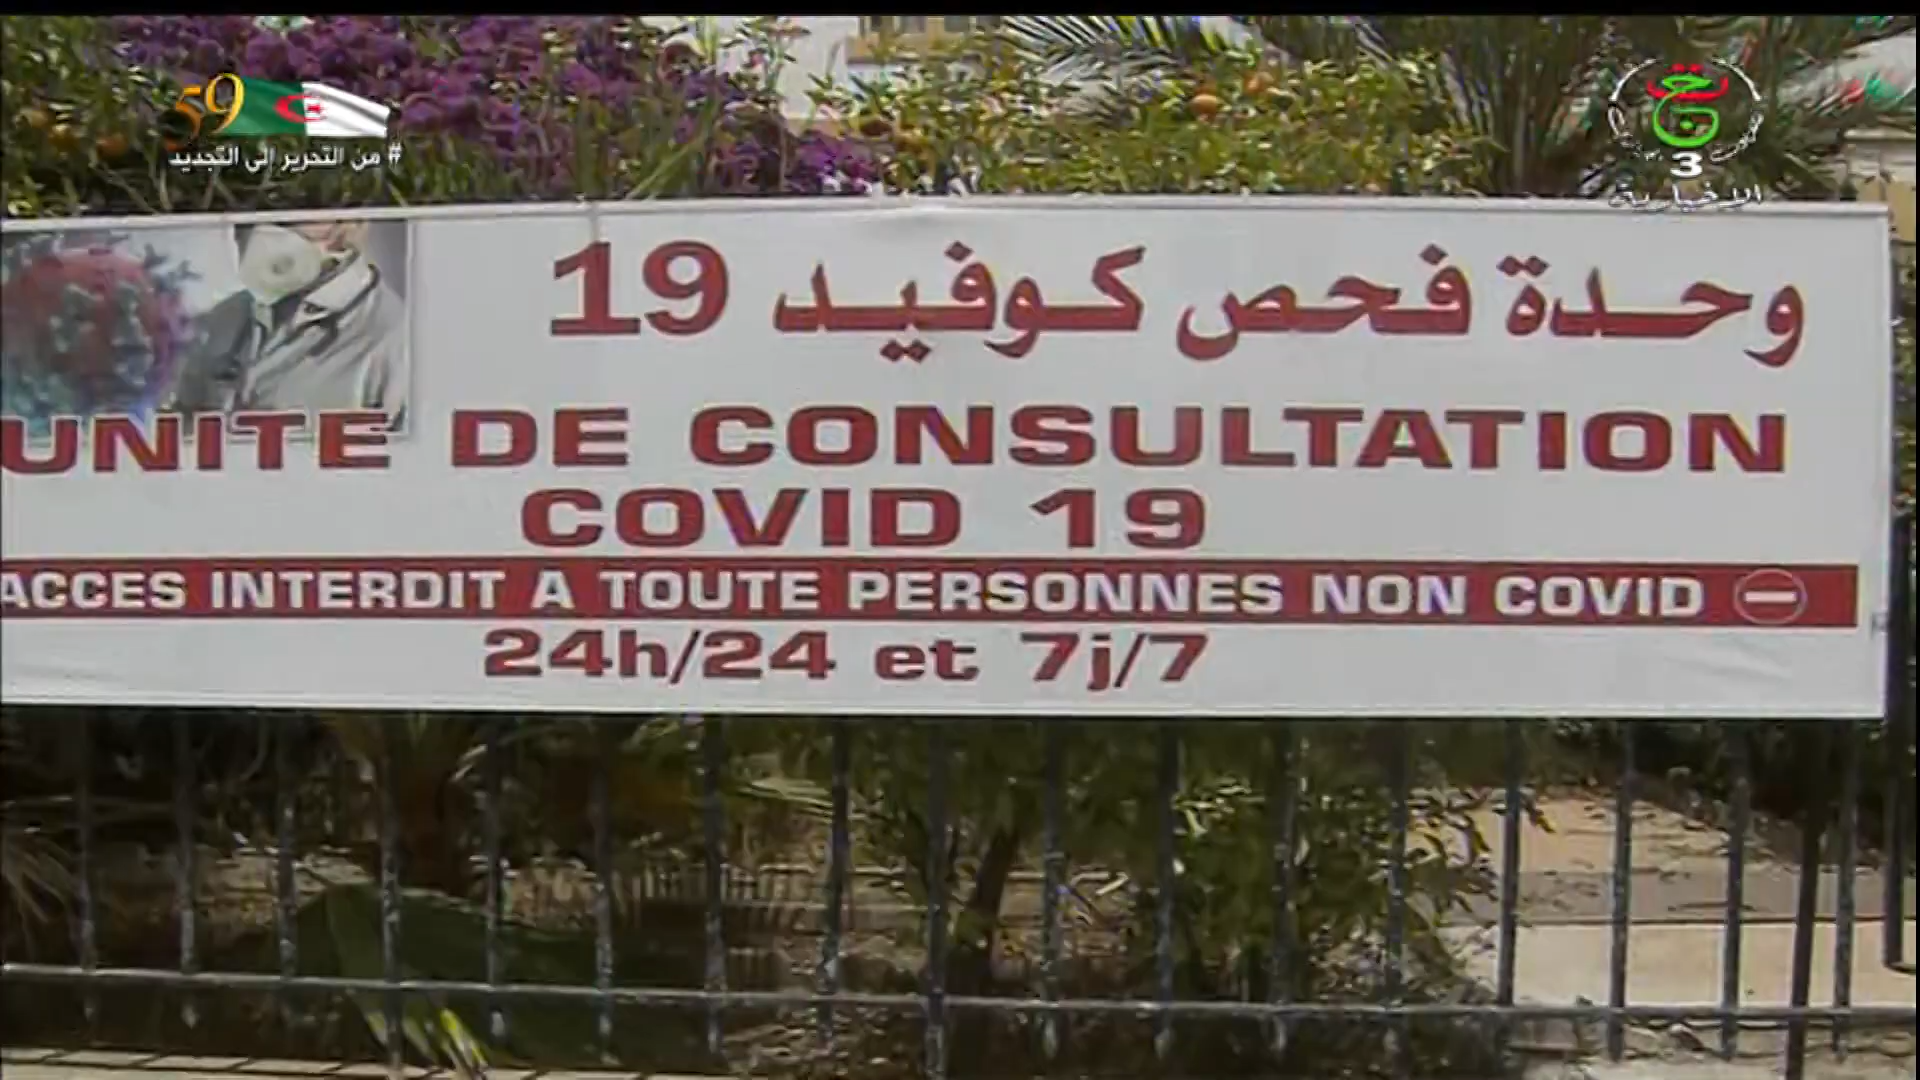 59
# من التحرير إلى التجديد
3
الإخبارية
وحدة فحص كوفيد 19
UNITE DE CONSULTATION
COVID 19
ACCES INTERDIT A TOUTE PERSONNES NON COVID
24h/24 et 7j/7